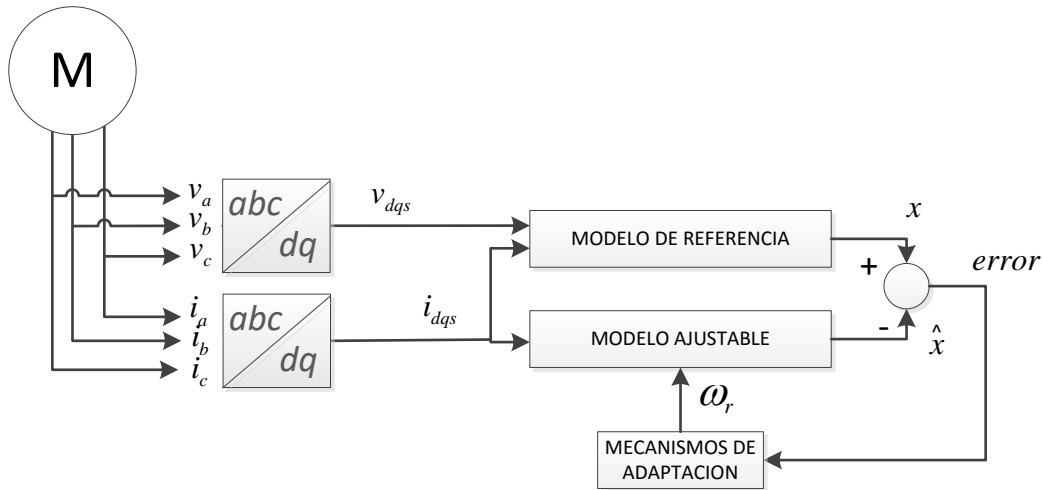 M
v_a
v_b
v_c
abc
dq
v_dqs
i_a
i_b
i_c
abc
dq
i_dqs
MODELO DE REFERENCIA
x
+
error
MODELO AJUSTABLE
-
x̂
ω_r
MECANISMOS DE
ADAPTACION